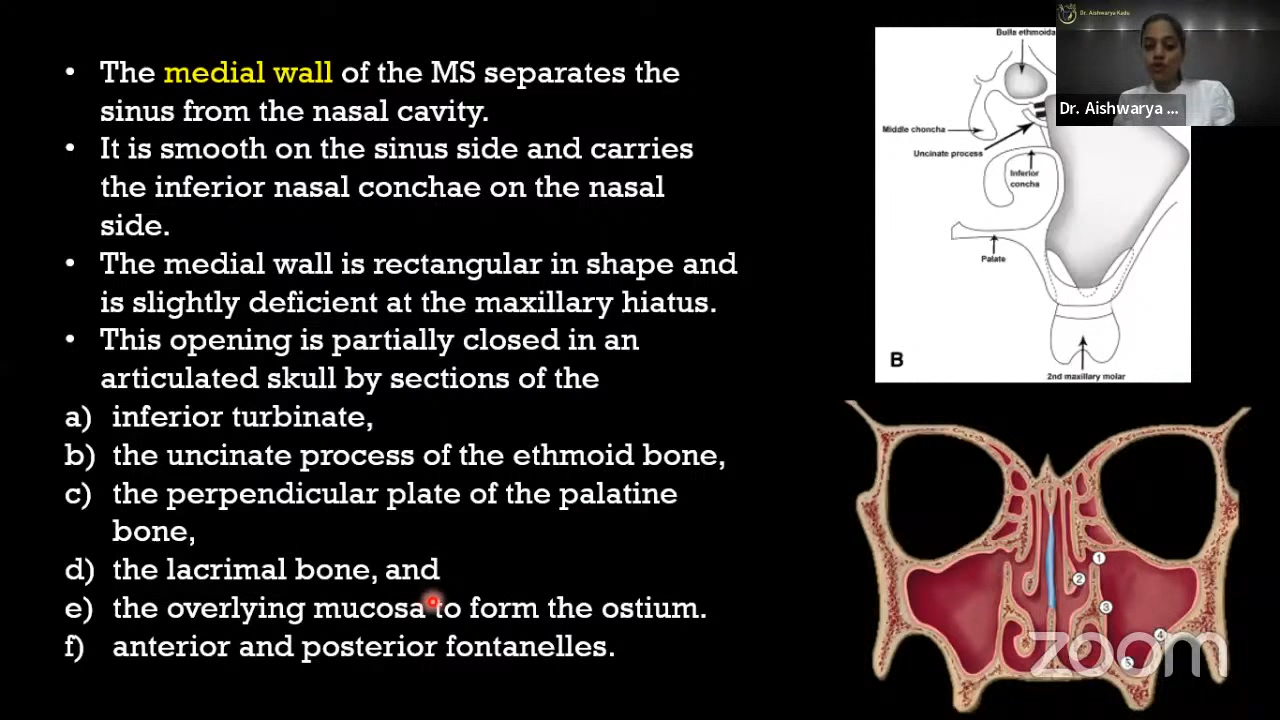 • The medial wall of the MS separates the
sinus from the nasal cavity.
• It is smooth on the sinus side and carries
the inferior nasal conchae on the nasal
side.
• The medial wall is rectangular in shape and
is slightly deficient at the maxillary hiatus.
• This opening is partially closed in an
articulated skull by sections of the
a) inferior turbinate,
b) the uncinate process of the ethmoid bone,
c) the perpendicular plate of the palatine
bone,
d) the lacrimal bone, and
e) the overlying mucosa to form the ostium.
f) anterior and posterior fontanelles.
Bulla ethmoida
Middle choncha
Uncinate process
Inferior
concha
Palate
B
2nd maxillary molar
Dr. Aishwarya Kadu
Dr. Aishwarya ...
1
2
3
4
5
zoom